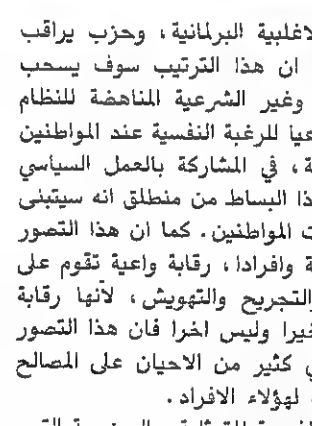 لاغلبية البرلمانية، وحزب يراقب
ان هذا الترتيب سوف يسحب
وغير الشرعية المناهضة للنظام
عيا للرغبة النفسية عند المواطنين
ة، في المشاركة بالعمل السياسي
ذا البساط من منطلق انه سيتبنى
ت المواطنين. كما ان هذا التصور
ة وافرادا، رقابة واعية تقوم على
التجريح والتهويش، لأنها رقابة
خيرا وليس اخرا فان هذا التصور
ي كثير من الاحيان على المصالح
لهؤلاء الافراد.